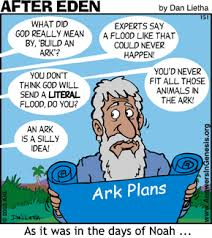 AFTER EDEN
by Dan Lietha
151
WHAT DID
GOD REALLY MEAN
BY, 'BUILD AN
ARK'?
EXPERTS SAY
A FLOOD LIKE THAT
COULD NEVER
HAPPEN!
YOU DON'T
THINK GOD WILL
SEND A LITERAL
FLOOD, DO YOU?
YOU'D NEVER
FIT ALL THOSE
ANIMALS IN
THE ARK!
AN ARK
IS A SILLY
IDEA!
Ark Plans
D. LIETHA
www.AnswersInGenesis.org
As it was in the days of Noah ...